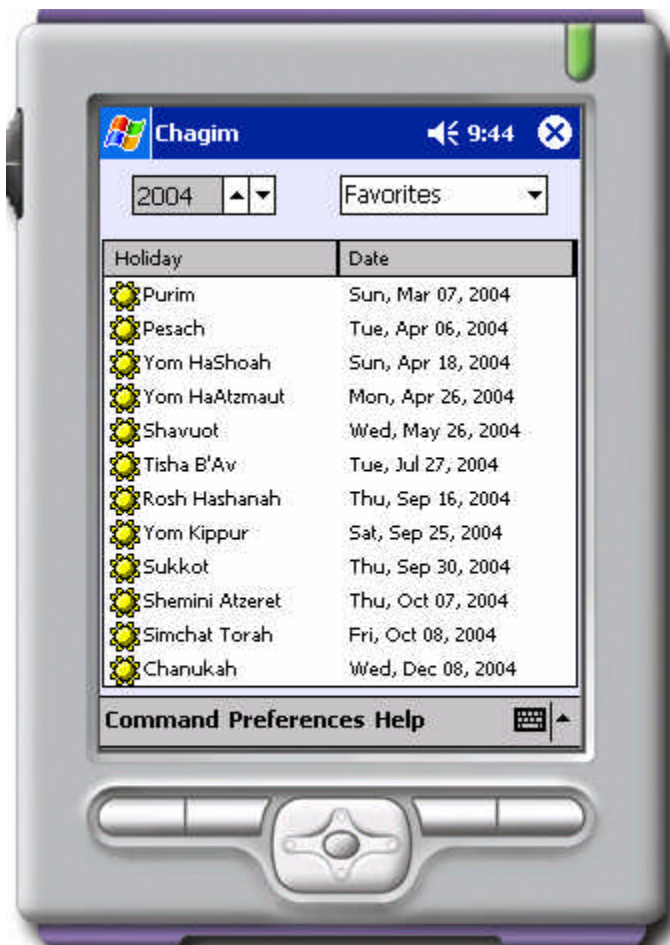 Chagim 9:44
2004 Favorites
Holiday Date
Purim Sun, Mar 07, 2004
Pesach Tue, Apr 06, 2004
Yom HaShoah Sun, Apr 18, 2004
Yom HaAtzmaut Mon, Apr 26, 2004
Shavuot Wed, May 26, 2004
Tisha B'Av Tue, Jul 27, 2004
Rosh Hashanah Thu, Sep 16, 2004
Yom Kippur Sat, Sep 25, 2004
Sukkot Thu, Sep 30, 2004
Shemini Atzeret Thu, Oct 07, 2004
Simchat Torah Fri, Oct 08, 2004
Chanukah Wed, Dec 08, 2004
Command Preferences Help